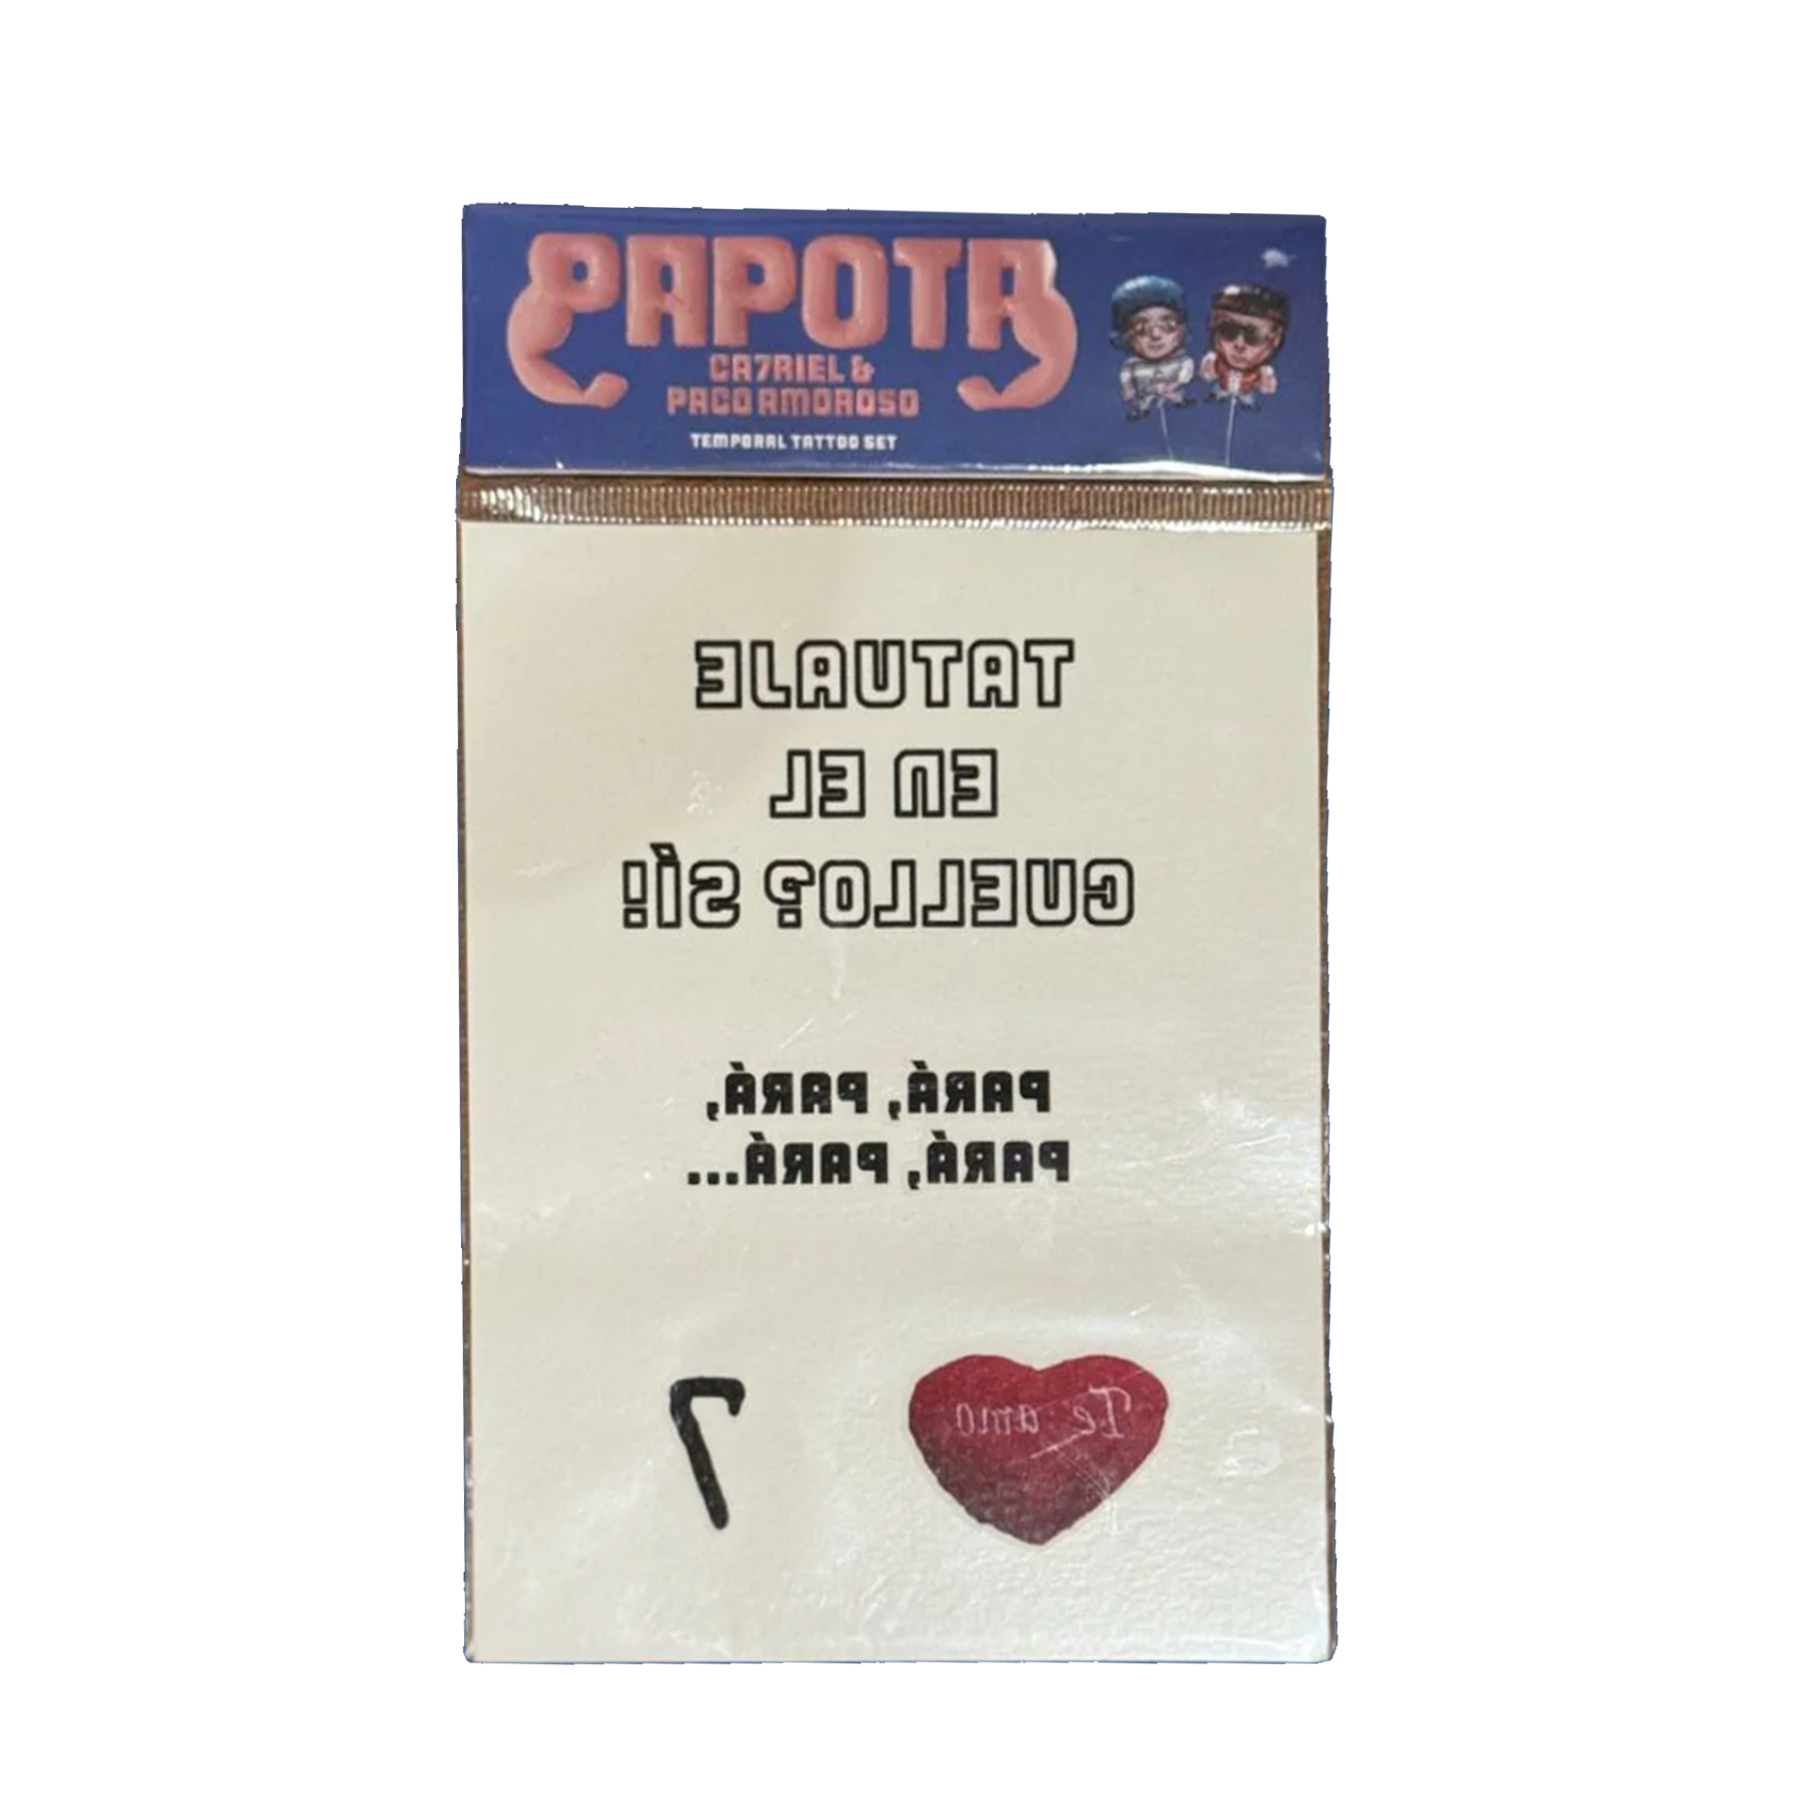 PAPOTA
CA7RIEL &
PACO AMOROSO
TEMPORAL TATTOO SET
TATUALE
EN EL
CUELLO? SÍ!
PARÁ, PARÁ,
PARÁ, PARÁ...
7
Te amo